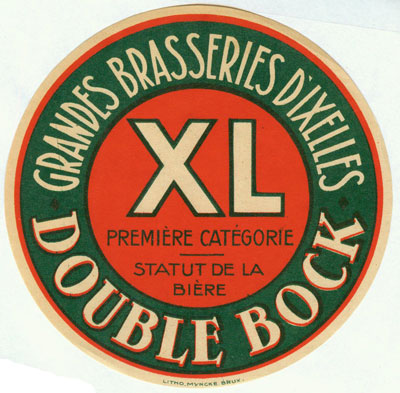 GRANDES BRASSERIES D'IXELLES
XL
PREMIÈRE CATÉGORIE
STATUT DE LA
BIÈRE
DOUBLE BOCK
LITHO. MYNCKE BRUX.